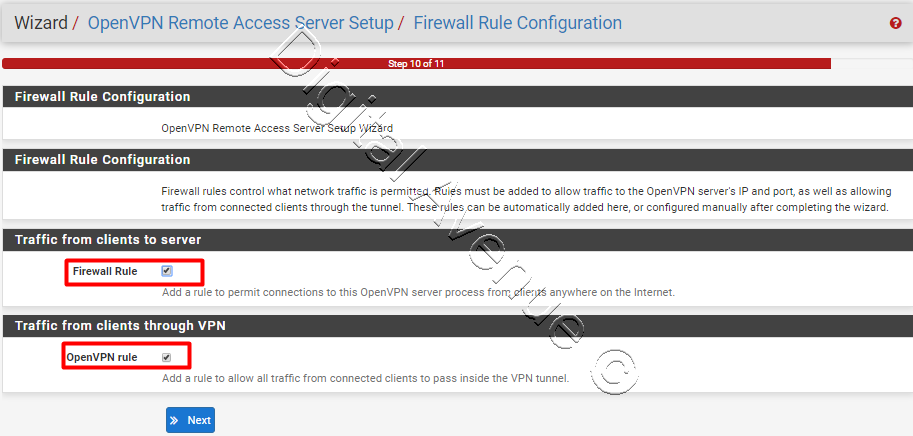 Wizard / OpenVPN Remote Access Server Setup / Firewall Rule Configuration
Step 10 of 11
Firewall Rule Configuration
OpenVPN Remote Access Server Setup Wizard
Firewall Rule Configuration
Firewall rules control what network traffic is permitted. Rules must be added to allow traffic to the OpenVPN server's IP and port, as well as allowing
traffic from connected clients through the tunnel. These rules can be automatically added here, or configured manually after completing the wizard.
Traffic from clients to server
Firewall Rule
Add a rule to permit connections to this OpenVPN server process from clients anywhere on the Internet.
Traffic from clients through VPN
OpenVPN rule
Add a rule to allow all traffic from connected clients to pass inside the VPN tunnel.
» Next
Digital Avenue ©